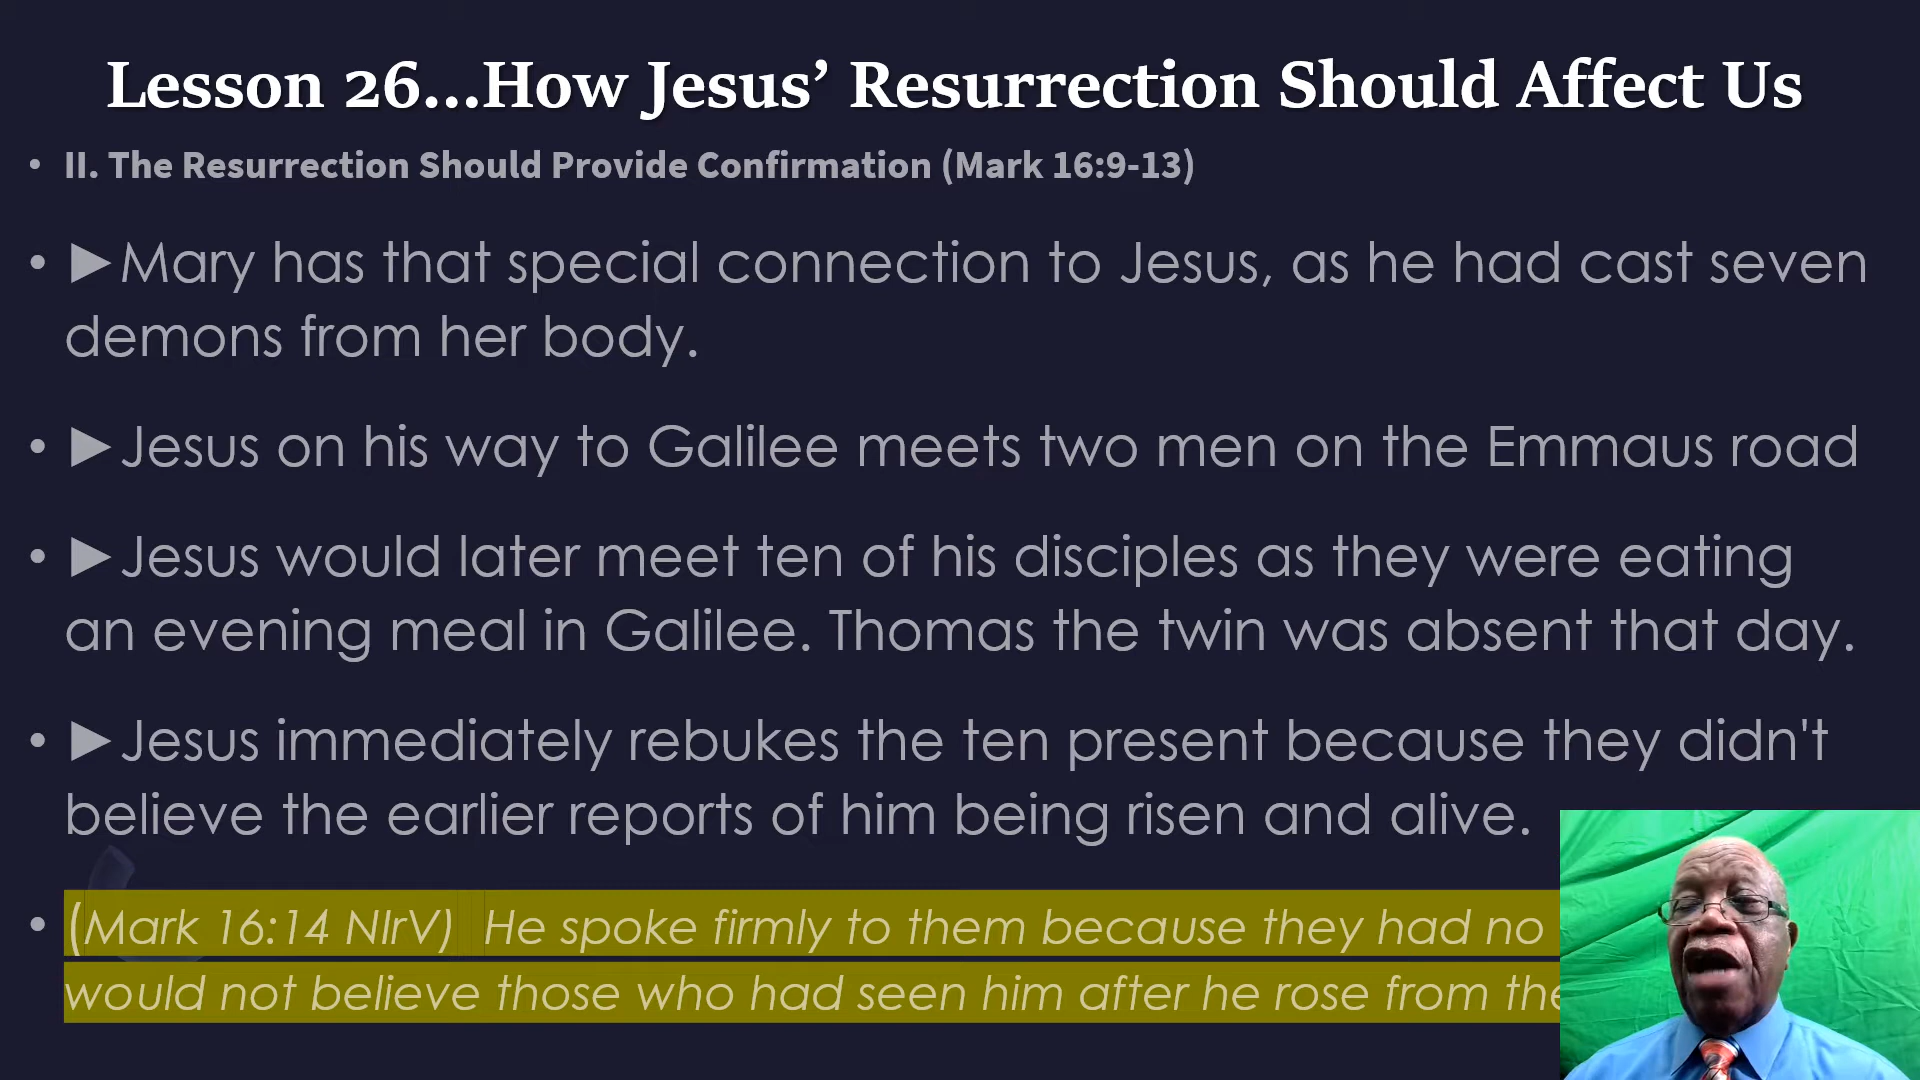 Lesson 26...How Jesus’ Resurrection Should Affect Us
• II. The Resurrection Should Provide Confirmation (Mark 16:9-13)
• ►Mary has that special connection to Jesus, as he had cast seven
demons from her body.
• ►Jesus on his way to Galilee meets two men on the Emmaus road
• ►Jesus would later meet ten of his disciples as they were eating
an evening meal in Galilee. Thomas the twin was absent that day.
• ►Jesus immediately rebukes the ten present because they didn't
believe the earlier reports of him being risen and alive.
• (Mark 16:14 NIrV) He spoke firmly to them because they had no
would not believe those who had seen him after he rose from the